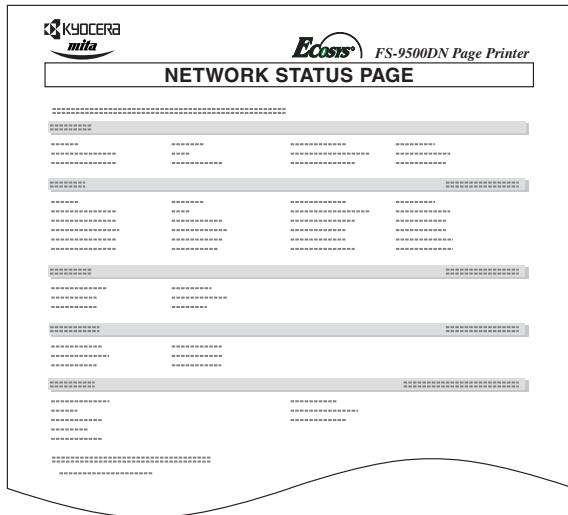 KYOCERA
mita
Ecosys FS-9500DN Page Printer
NETWORK STATUS PAGE